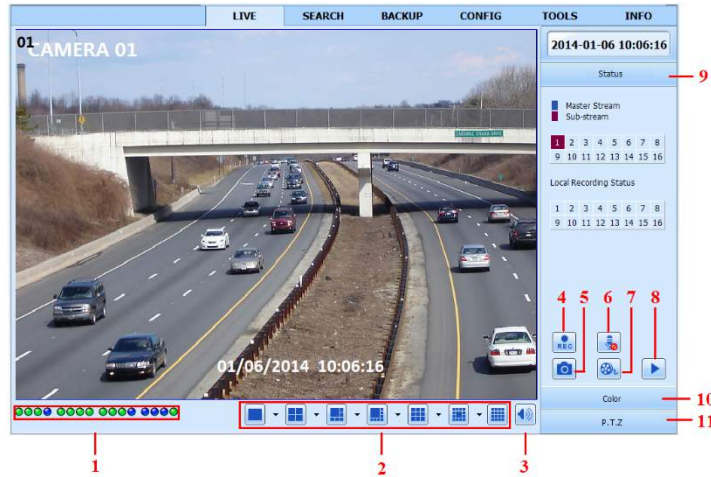 LIVE SEARCH BACKUP CONFIG TOOLS INFO
01
CAMERA 01
2014-01-06 10:06:16
Status
9
Master Stream
Sub-stream
1 2 3 4 5 6 7 8
9 10 11 12 13 14 15 16
Local Recording Status
1 2 3 4 5 6 7 8
9 10 11 12 13 14 15 16
4 5 6 7 8
REC
01/06/2014 10:06:16
Color
10
P.T.Z
11
1
2
3